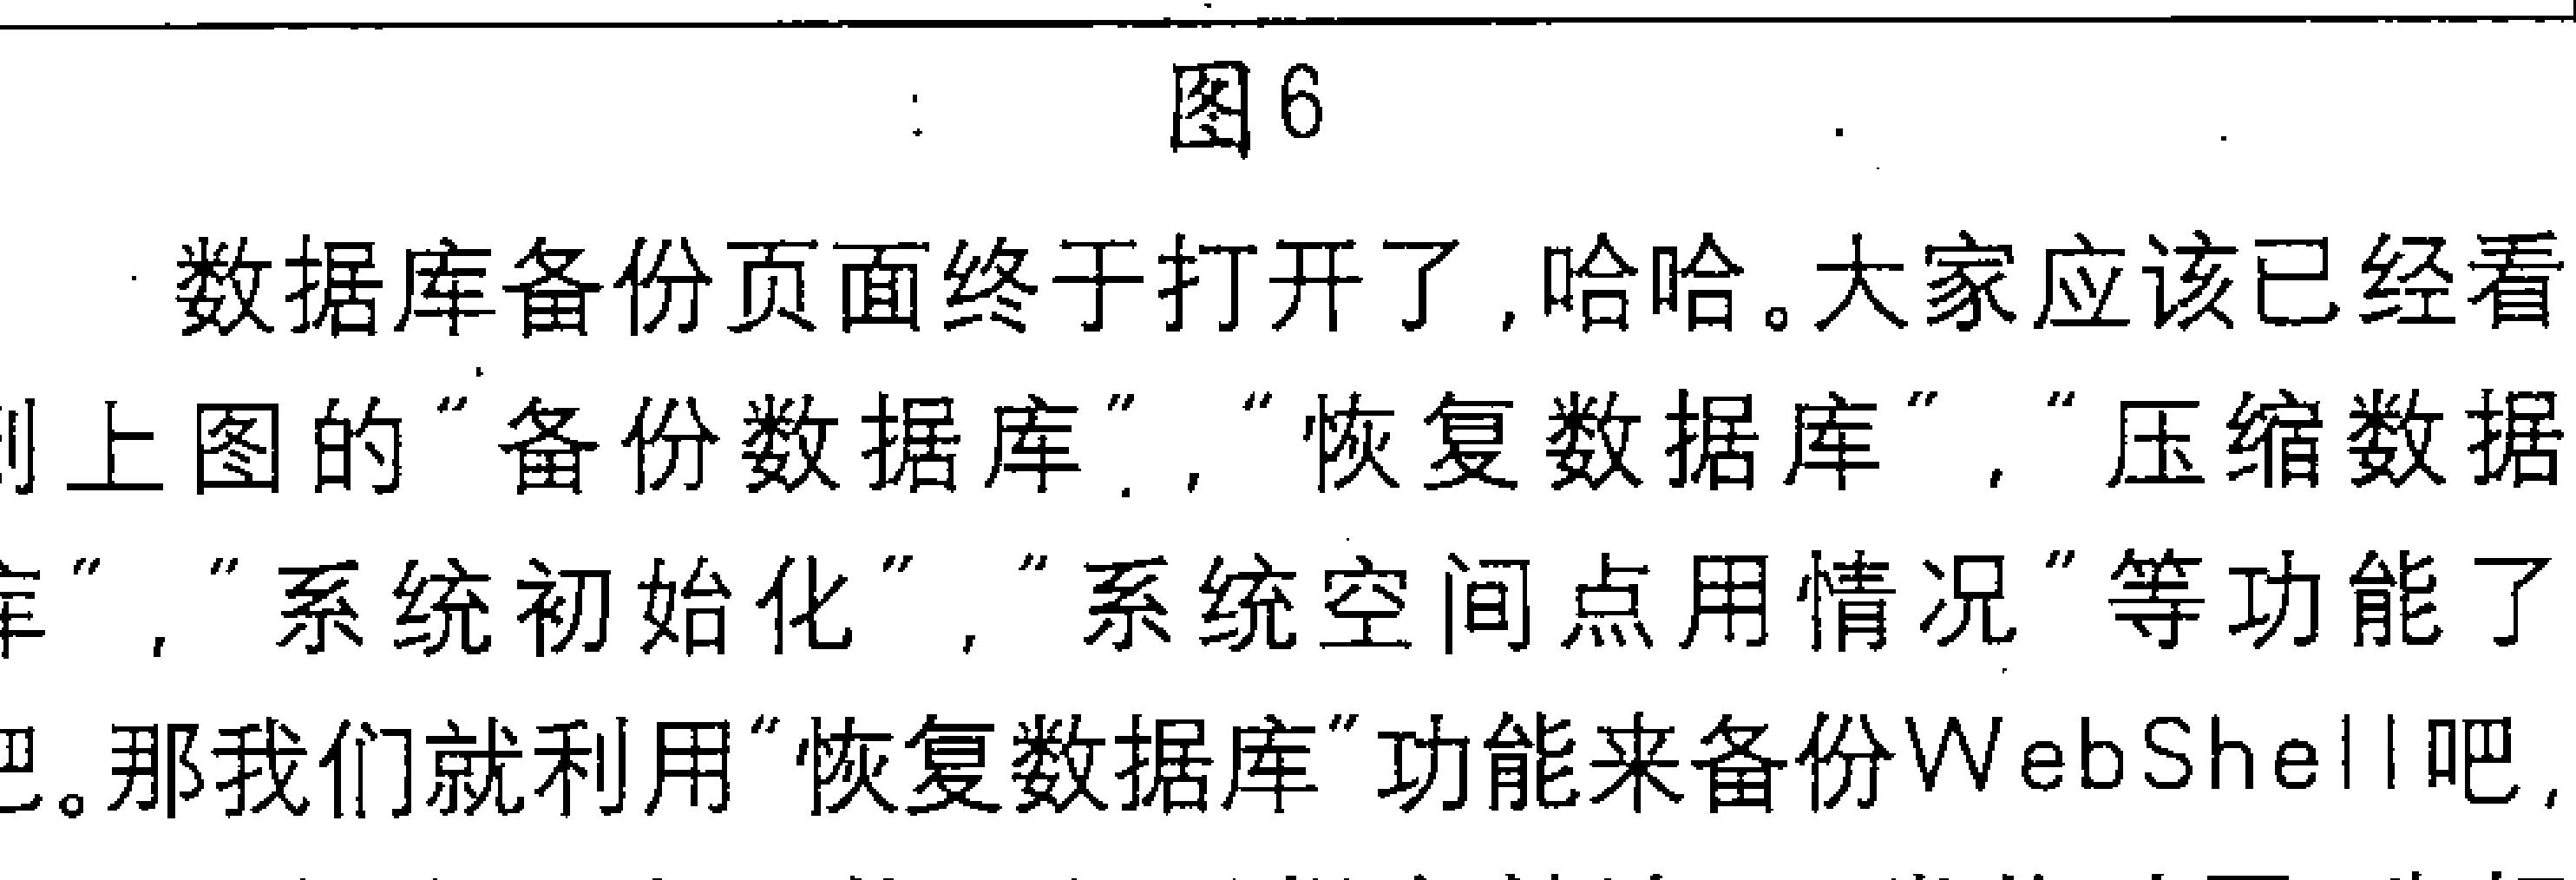 图6
数据库备份页面终于打开了,哈哈。大家应该已经看
到上图的“备份数据库”,“恢复数据库”,“压缩数据
库”,“系统初始化”,“系统空间点用情况”等功能了
吧。那我们就利用“恢复数据库”功能来备份WebShell吧,